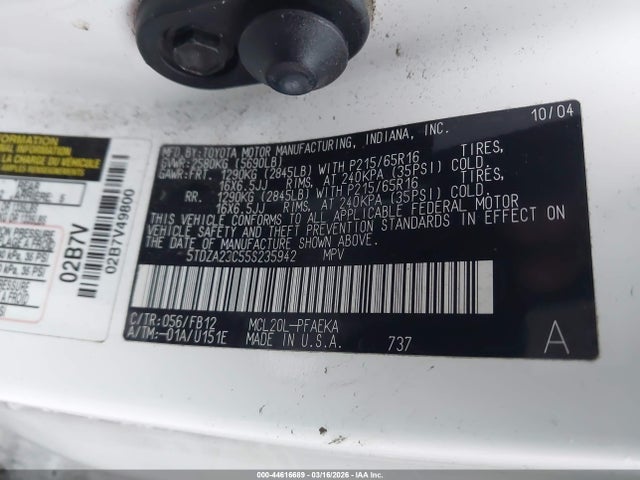 10/04
MFD.BY:TOYOTA MOTOR MANUFACTURING, INDIANA, INC.
GVWR:2580KG (5690LB)
GAWR:FRT. 1290KG (2845LB) WITH P215/65R16 TIRES,
16X6.5JJ RIMS, AT 240KPA (35PSI) COLD.
RR. 1290KG (2845LB) WITH P215/65R16 TIRES,
16X6.5JJ RIMS, AT 240KPA (35PSI) COLD.
THIS VEHICLE CONFORMS TO ALL APPLICABLE FEDERAL MOTOR
VEHICLE SAFETY AND THEFT PREVENTION STANDARDS IN EFFECT ON
THE DATE OF MANUFACTURE SHOWN ABOVE.
5TDZA23C55S235942 MPV
C/TR:056/FB12 MCL20L-PFAEKA
A/TM:-01A/U151E MADE IN U.S.A. 737 A
02B7V
02B7V49800
000-44616689 | 03/16/2026 | IAA Inc.